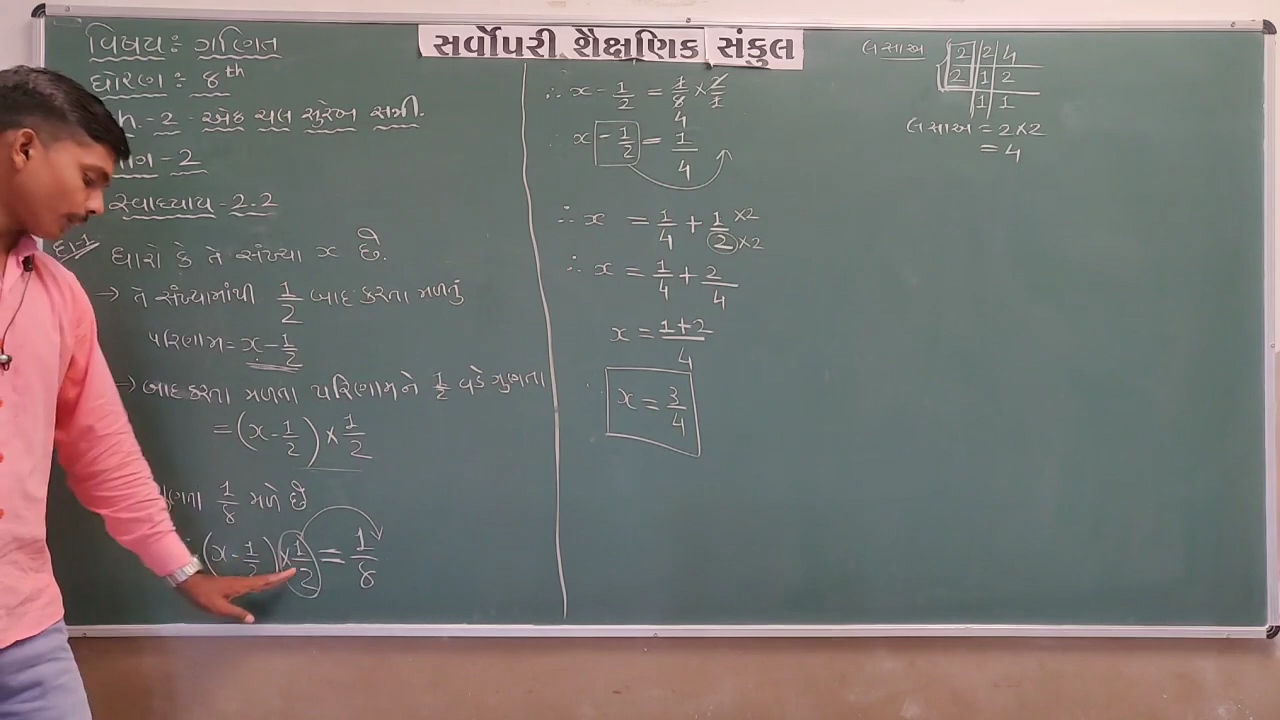 સર્વોપરી શૈક્ષણિક સંકુલ
વિષય: ગણિત
ધોરણ: 8th
h.-2 - એક ચલ સુરેખ સમી.
ભાગ-2
સ્વાધ્યાય-2.2
દા-1 ધારો કે તે સંખ્યા x છે.
→ તે સંખ્યામાંથી 1/2 બાદ કરતા મળતું
પરિણામ = x - 1/2
→ બાદ કરતા મળતા પરિણામને 1/2 વડે ગુણતા
= (x - 1/2) × 1/2
ગુણતા 1/8 મળે છે
(x - 1/2) × 1/2 = 1/8
∴ x - 1/2 = 1/8 × 2/1
4
∴ x - 1/2 = 1/4
∴ x = 1/4 + 1/2 ×2 ×2
∴ x = 1/4 + 2/4
x = 1+2/4
x = 3/4
લસાઅ 2 | 2 | 4
2 | 1 | 2
1 | 1
લસાઅ = 2×2
= 4